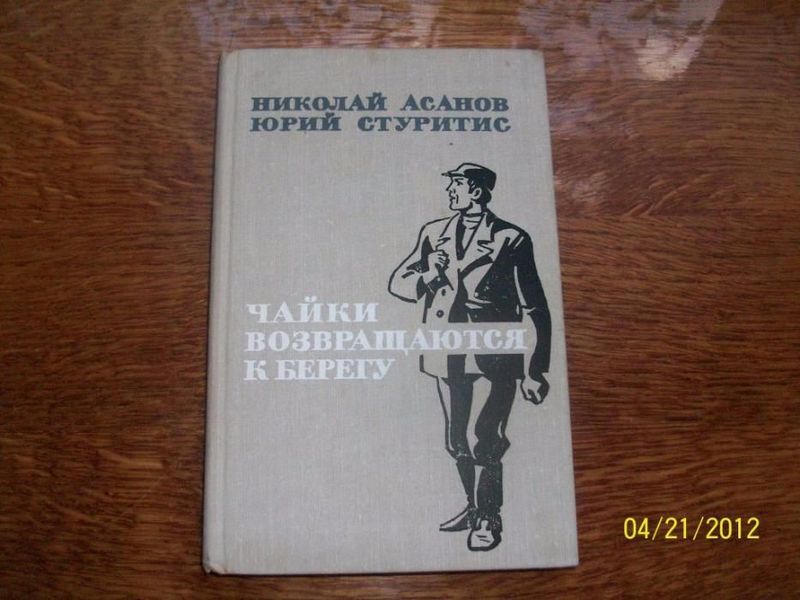 НИКОЛАЙ АСАНОВ
ЮРИЙ СТУРИТИС
ЧАЙКИ
ВОЗВРАЩАЮТСЯ
К БЕРЕГУ
04/21/2012